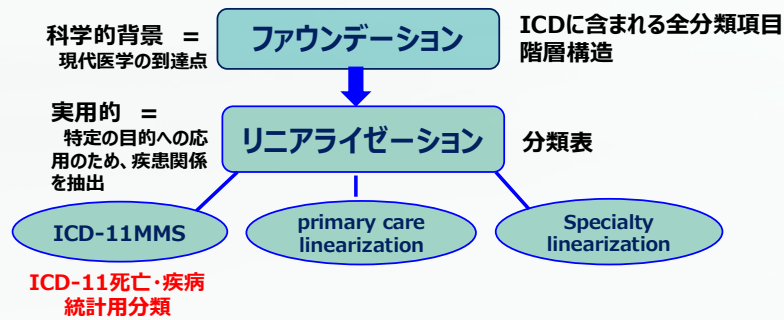 科学的背景 =
現代医学の到達点
ファウンデーション
ICDに含まれる全分類項目
階層構造
実用的 =
特定の目的への応
用のため、疾患関係
を抽出
リニアライゼーション
分類表
ICD-11MMS
primary care
linearization
Specialty
linearization
ICD-11死亡・疾病
統計用分類